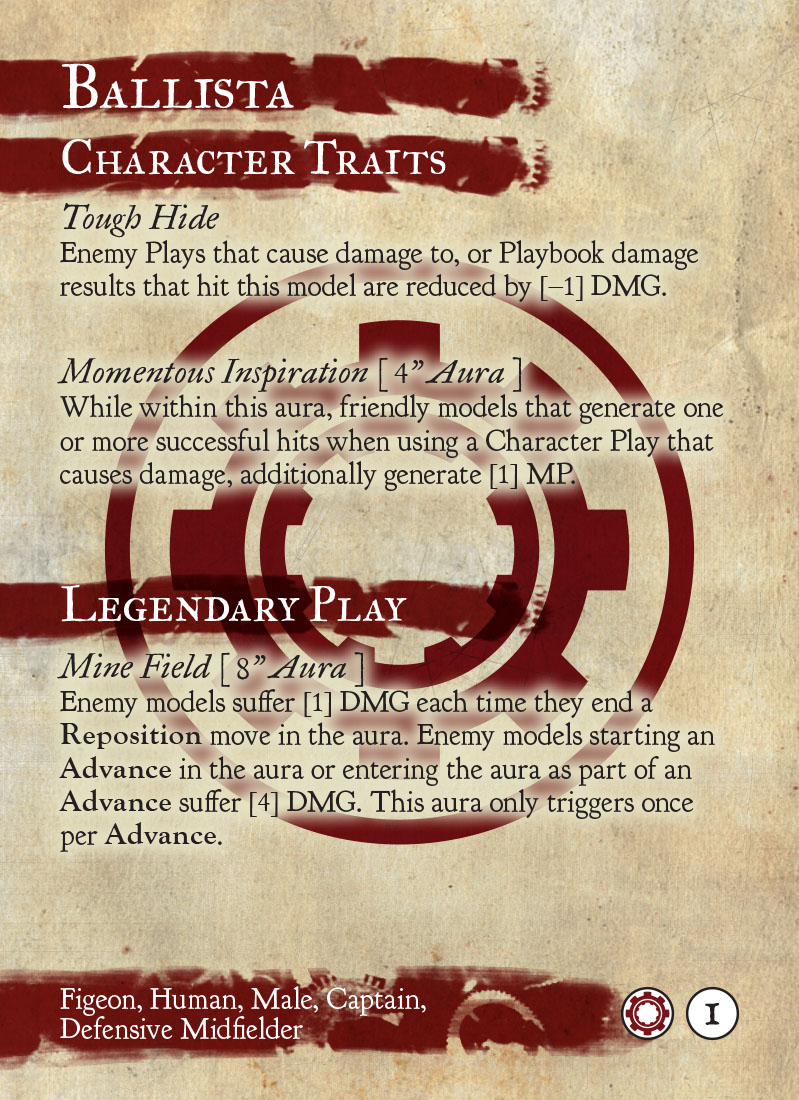 Ballista
Character Traits
Tough Hide
Enemy Plays that cause damage to, or Playbook damage
results that hit this model are reduced by [–1] DMG.
Momentous Inspiration [ 4” Aura ]
While within this aura, friendly models that generate one
or more successful hits when using a Character Play that
causes damage, additionally generate [1] MP.
Legendary Play
Mine Field [ 8” Aura ]
Enemy models suffer [1] DMG each time they end a
Reposition move in the aura. Enemy models starting an
Advance in the aura or entering the aura as part of an
Advance suffer [4] DMG. This aura only triggers once
per Advance.
Figeon, Human, Male, Captain,
Defensive Midfielder
1